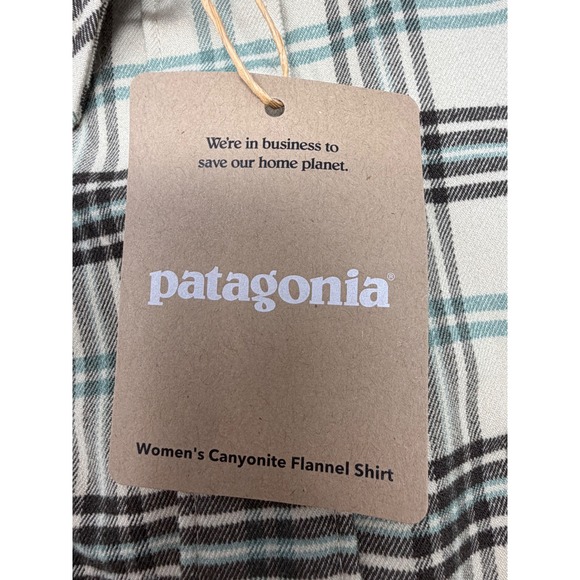 We're in business to
save our home planet.
patagonia®
Women's Canyonite Flannel Shirt